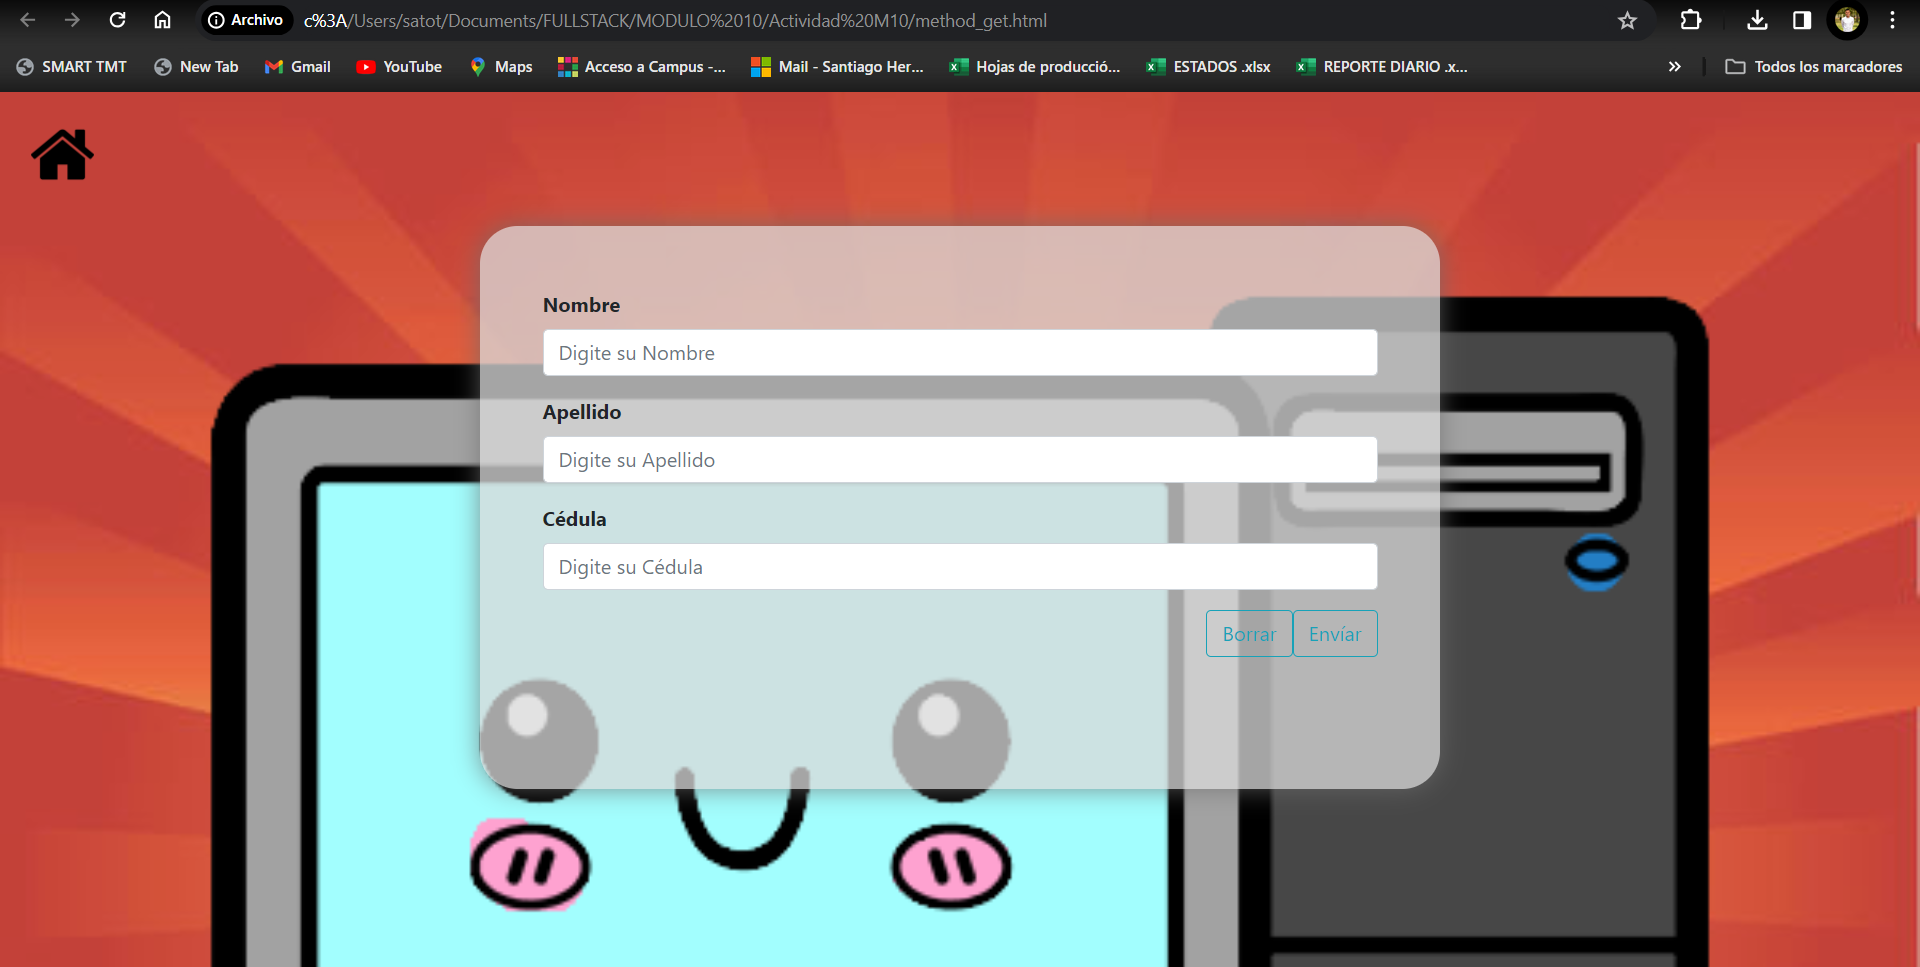 Archivo c%3A/Users/satot/Documents/FULLSTACK/MODULO%2010/Actividad%20M10/method_get.html
SMART TMT New Tab Gmail YouTube Maps Acceso a Campus -... Mail - Santiago Her... Hojas de producció... ESTADOS .xlsx REPORTE DIARIO .x... » Todos los marcadores
Nombre
Digite su Nombre
Apellido
Digite su Apellido
Cédula
Digite su Cédula
Borrar Envíar